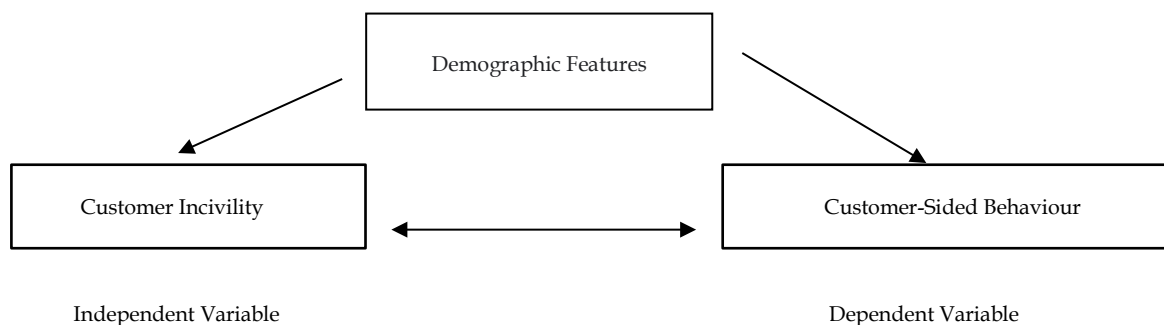 Demographic Features
Customer Incivility
Customer-Sided Behaviour
Independent Variable
Dependent Variable